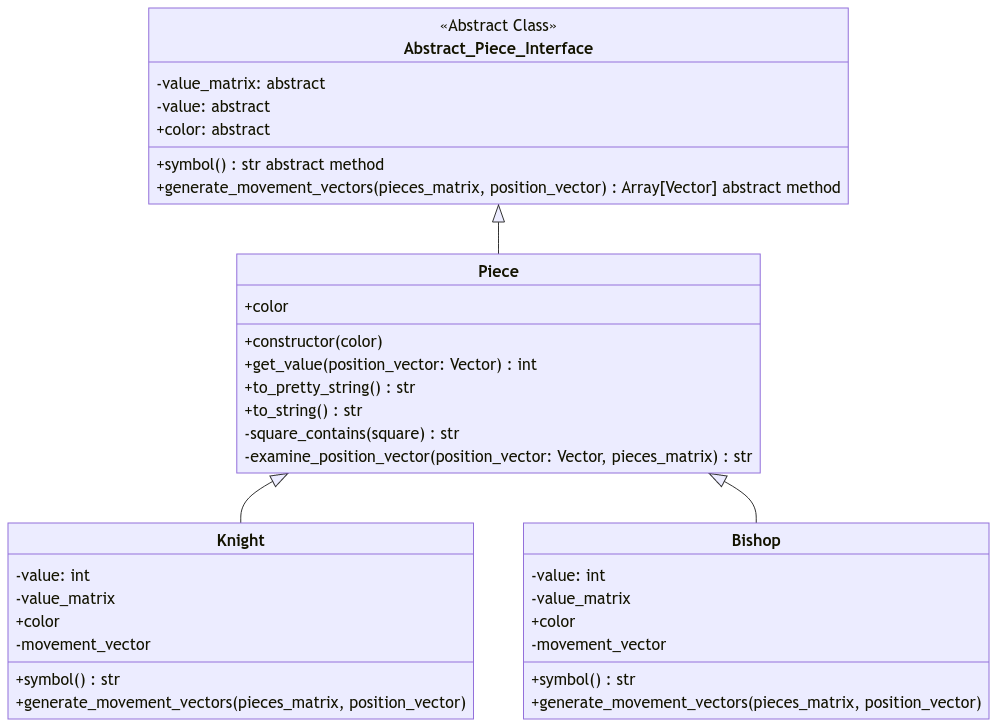 «Abstract Class»
Abstract_Piece_Interface
-value_matrix: abstract
-value: abstract
+color: abstract
+symbol() : str abstract method
+generate_movement_vectors(pieces_matrix, position_vector) : Array[Vector] abstract method
Piece
+color
+constructor(color)
+get_value(position_vector: Vector) : int
+to_pretty_string() : str
+to_string() : str
-square_contains(square) : str
-examine_position_vector(position_vector: Vector, pieces_matrix) : str
Knight
-value: int
-value_matrix
+color
-movement_vector
+symbol() : str
+generate_movement_vectors(pieces_matrix, position_vector)
Bishop
-value: int
-value_matrix
+color
-movement_vector
+symbol() : str
+generate_movement_vectors(pieces_matrix, position_vector)